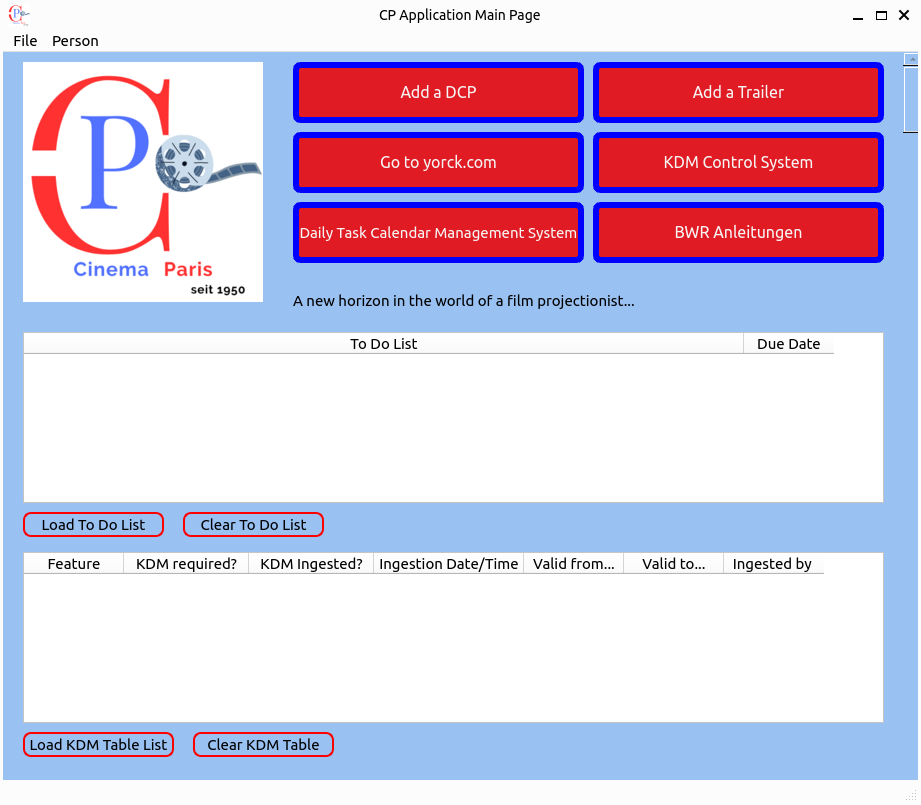 CP Application Main Page
File Person
CP
Cinema Paris
seit 1950
Add a DCP
Add a Trailer
Go to yorck.com
KDM Control System
Daily Task Calendar Management System
BWR Anleitungen
A new horizon in the world of a film projectionist...
To Do List Due Date
Load To Do List Clear To Do List
Feature KDM required? KDM Ingested? Ingestion Date/Time Valid from... Valid to... Ingested by
Load KDM Table List Clear KDM Table